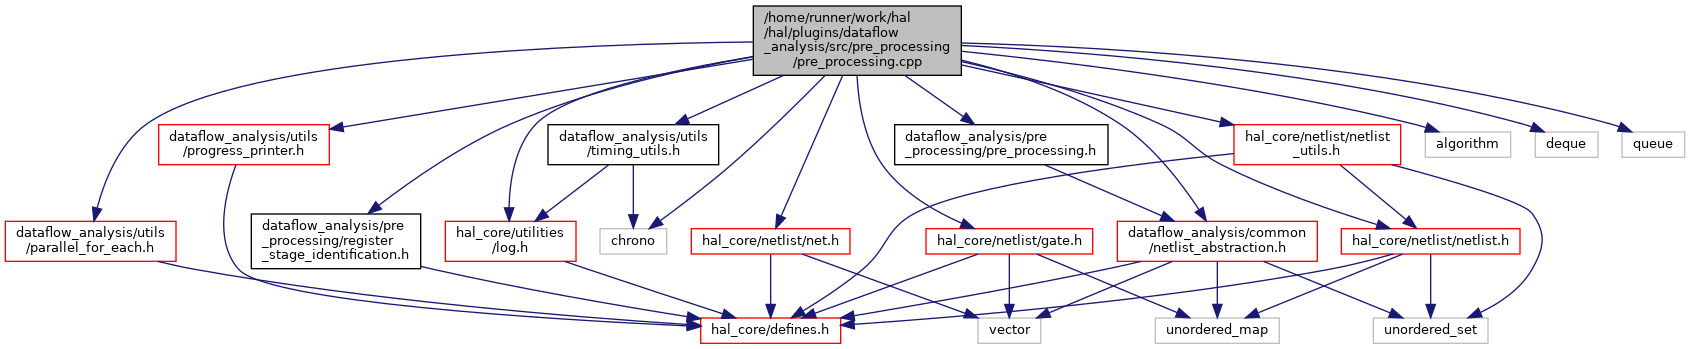 /home/runner/work/hal
/hal/plugins/dataflow
_analysis/src/pre_processing
/pre_processing.cpp
dataflow_analysis/utils
/progress_printer.h
dataflow_analysis/utils
/timing_utils.h
dataflow_analysis/pre
_processing/pre_processing.h
hal_core/netlist/netlist
_utils.h
algorithm
deque
queue
dataflow_analysis/utils
/parallel_for_each.h
dataflow_analysis/pre
_processing/register
_stage_identification.h
hal_core/utilities
/log.h
chrono
hal_core/netlist/net.h
hal_core/netlist/gate.h
dataflow_analysis/common
/netlist_abstraction.h
hal_core/netlist/netlist.h
hal_core/defines.h
vector
unordered_map
unordered_set